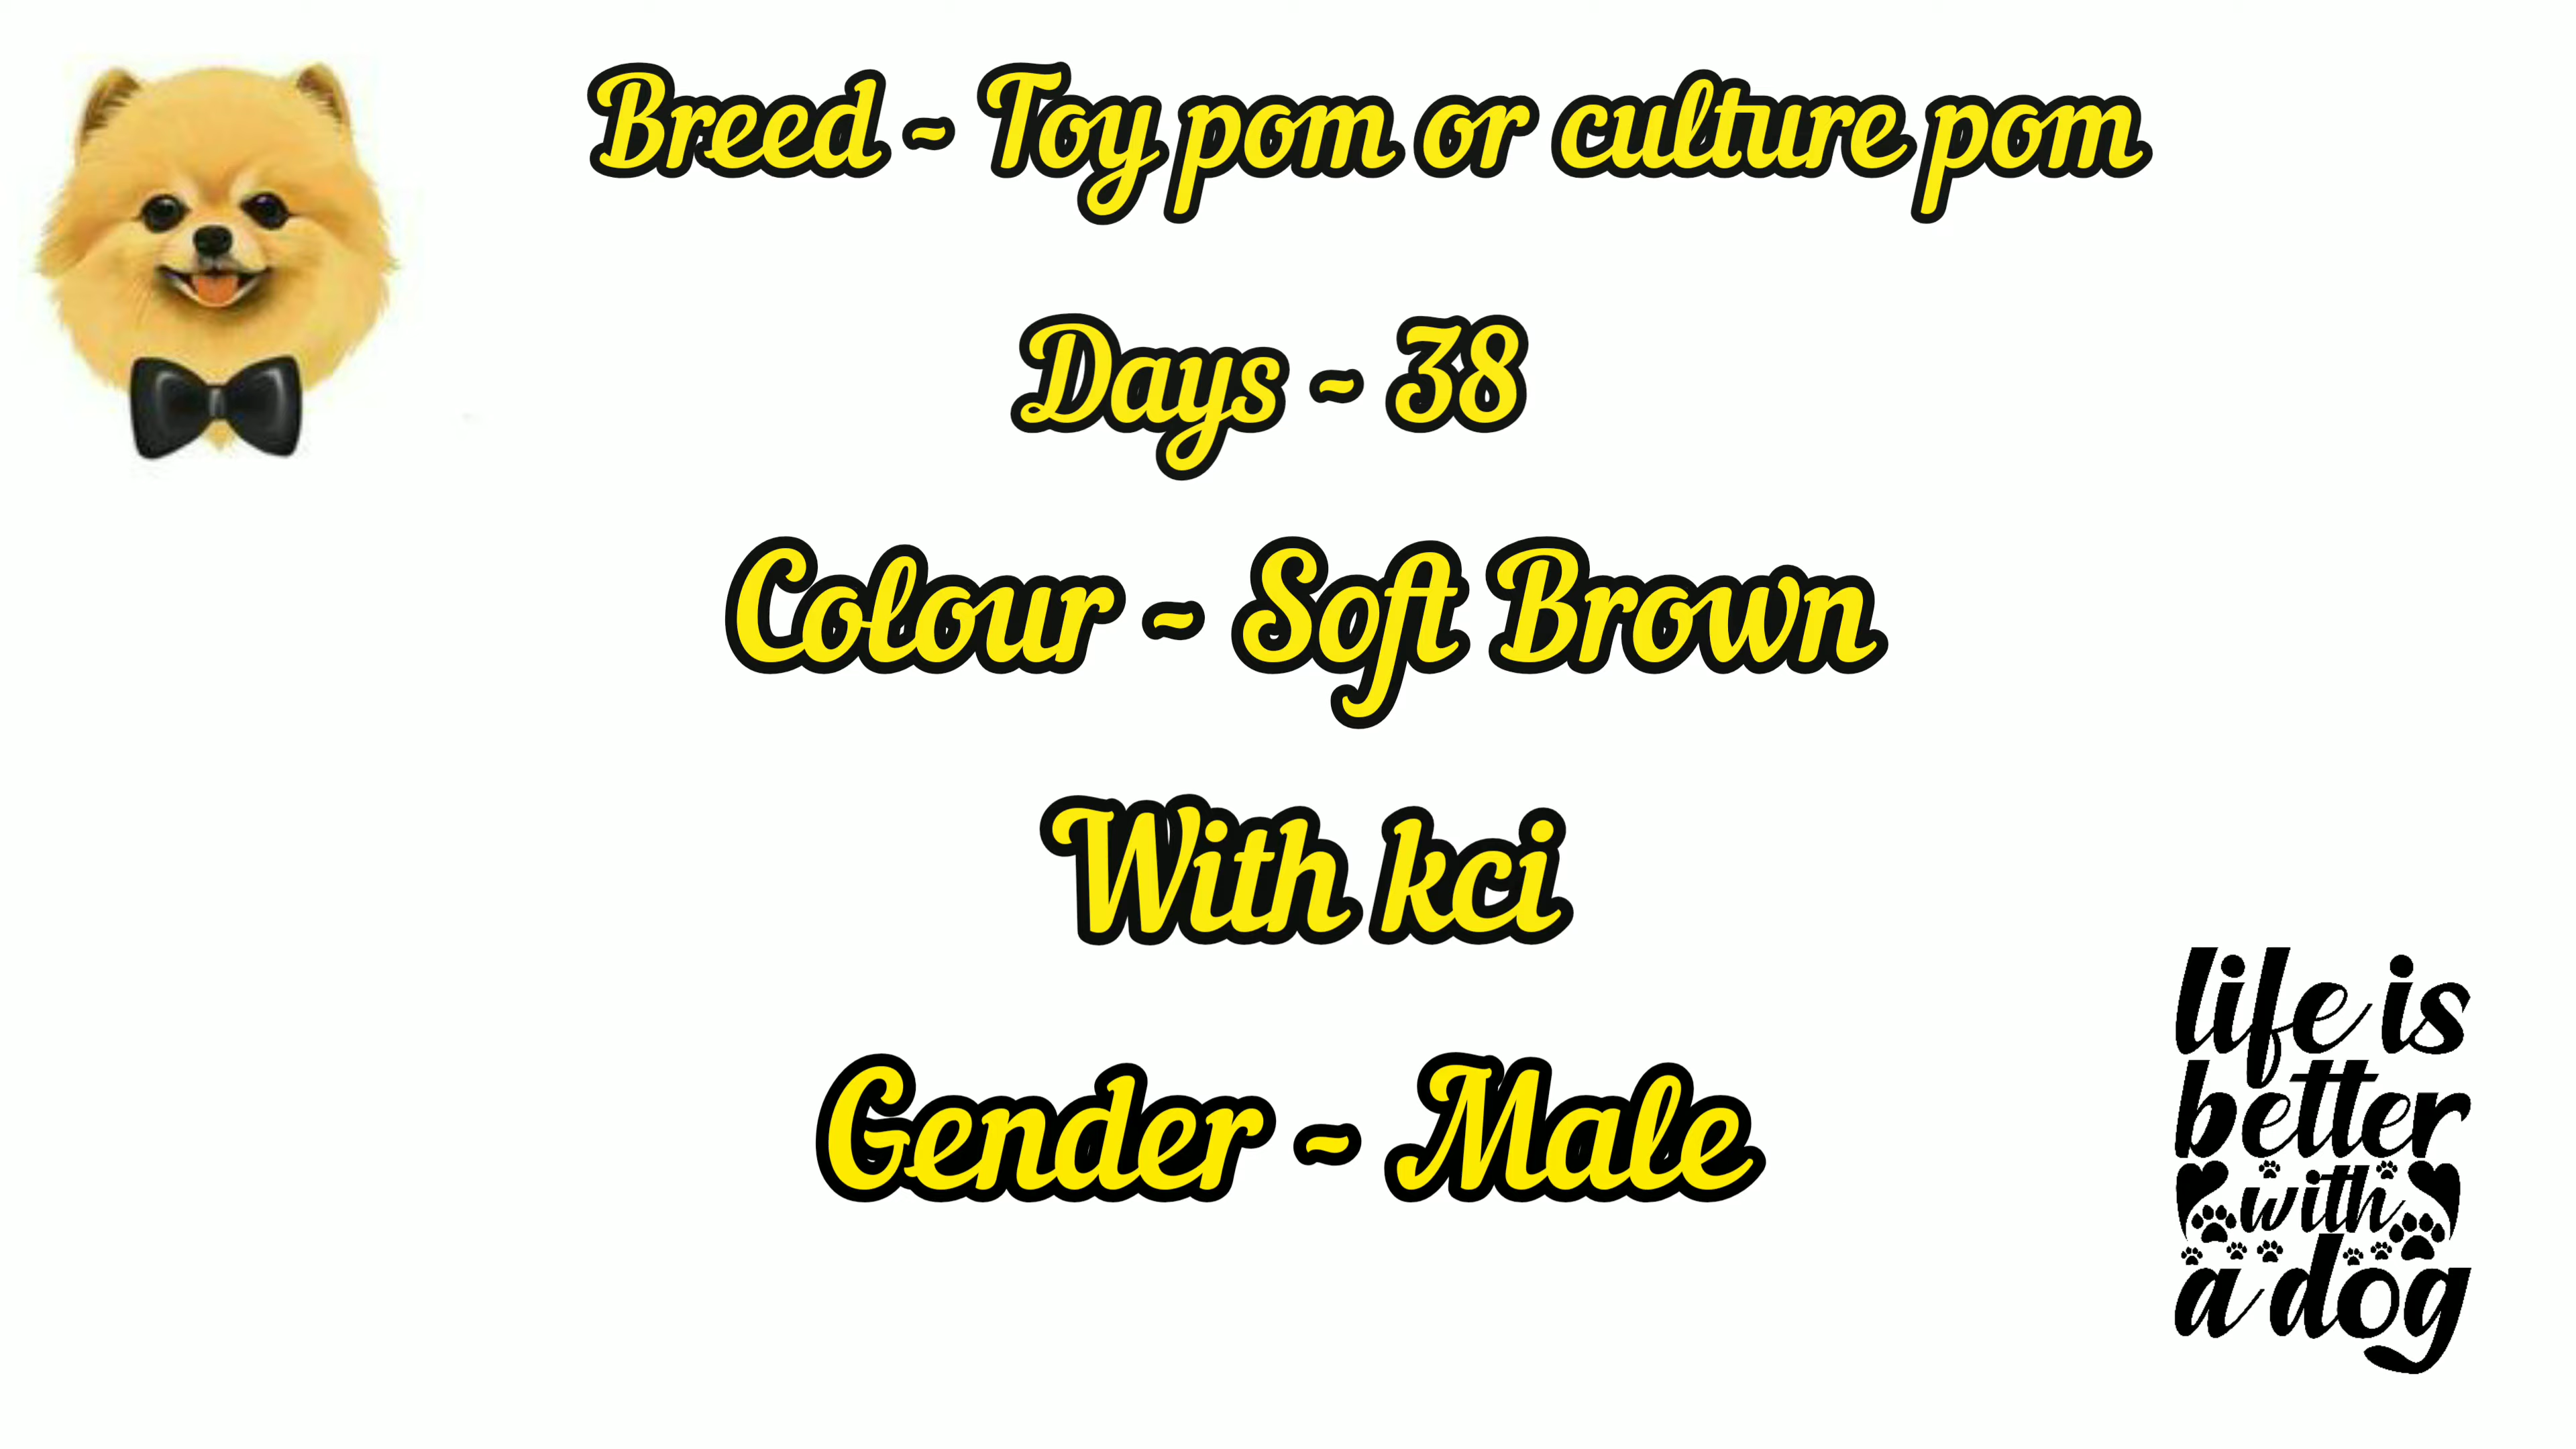 Breed ~ Toy pom or culture pom
Days ~ 38
Colour ~ Soft Brown
With kci
Gender ~ Male
life is
better
with
a dog